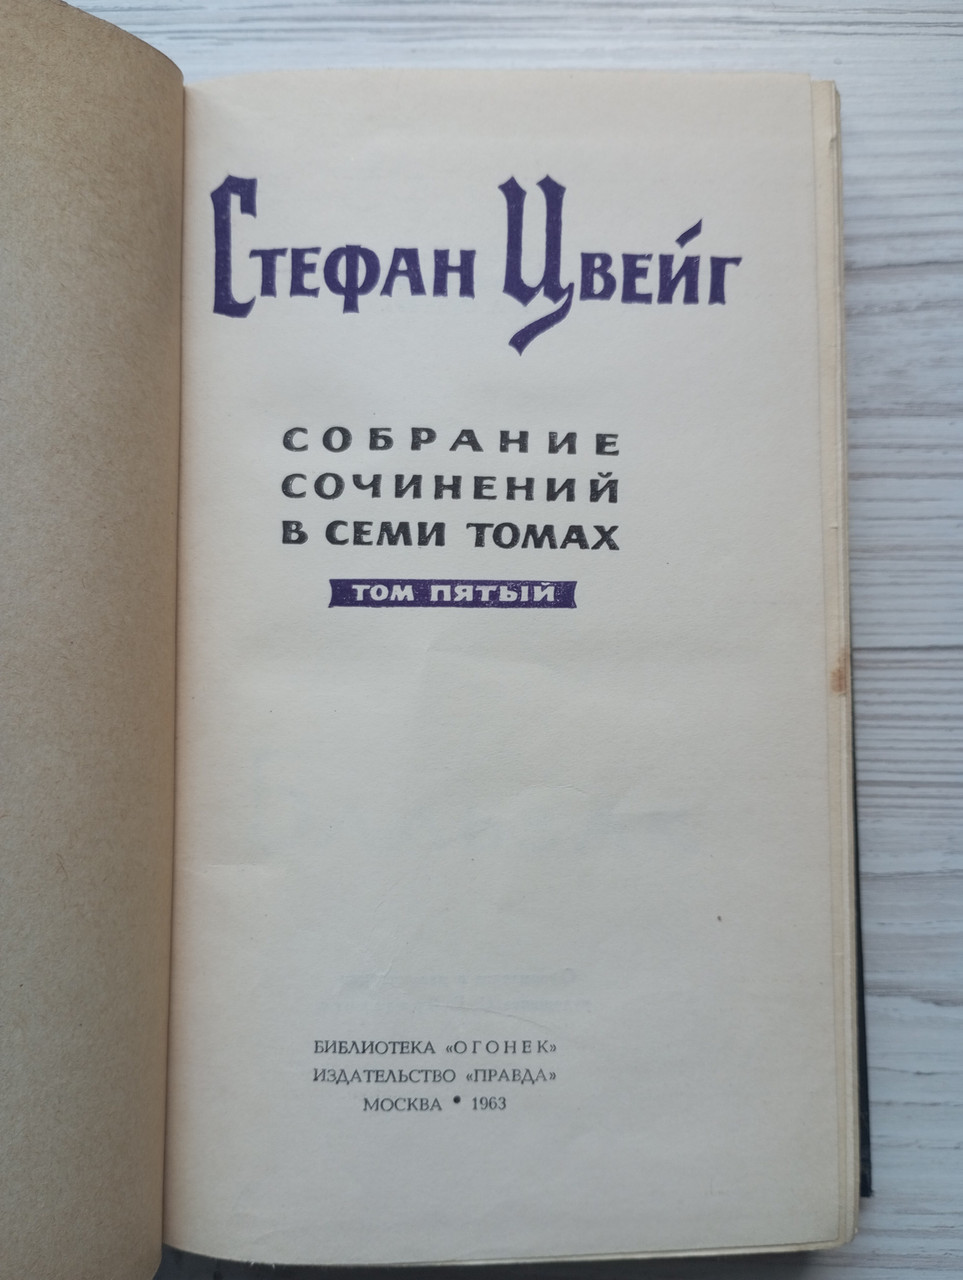 Стефан Цвейг
СОБРАНИЕ
СОЧИНЕНИЙ
В СЕМИ ТОМАХ
ТОМ ПЯТЫЙ
БИБЛИОТЕКА «ОГОНЕК»
ИЗДАТЕЛЬСТВО «ПРАВДА»
МОСКВА • 1963